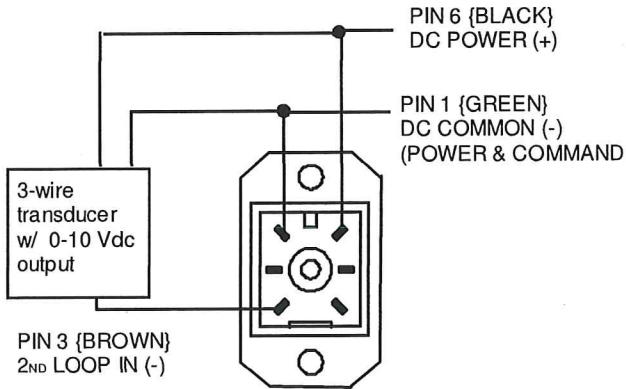 PIN 6 {BLACK}
DC POWER (+)
PIN 1 {GREEN}
DC COMMON (-)
(POWER & COMMAND
3-wire
transducer
w/ 0-10 Vdc
output
PIN 3 {BROWN}
2ND LOOP IN (-)